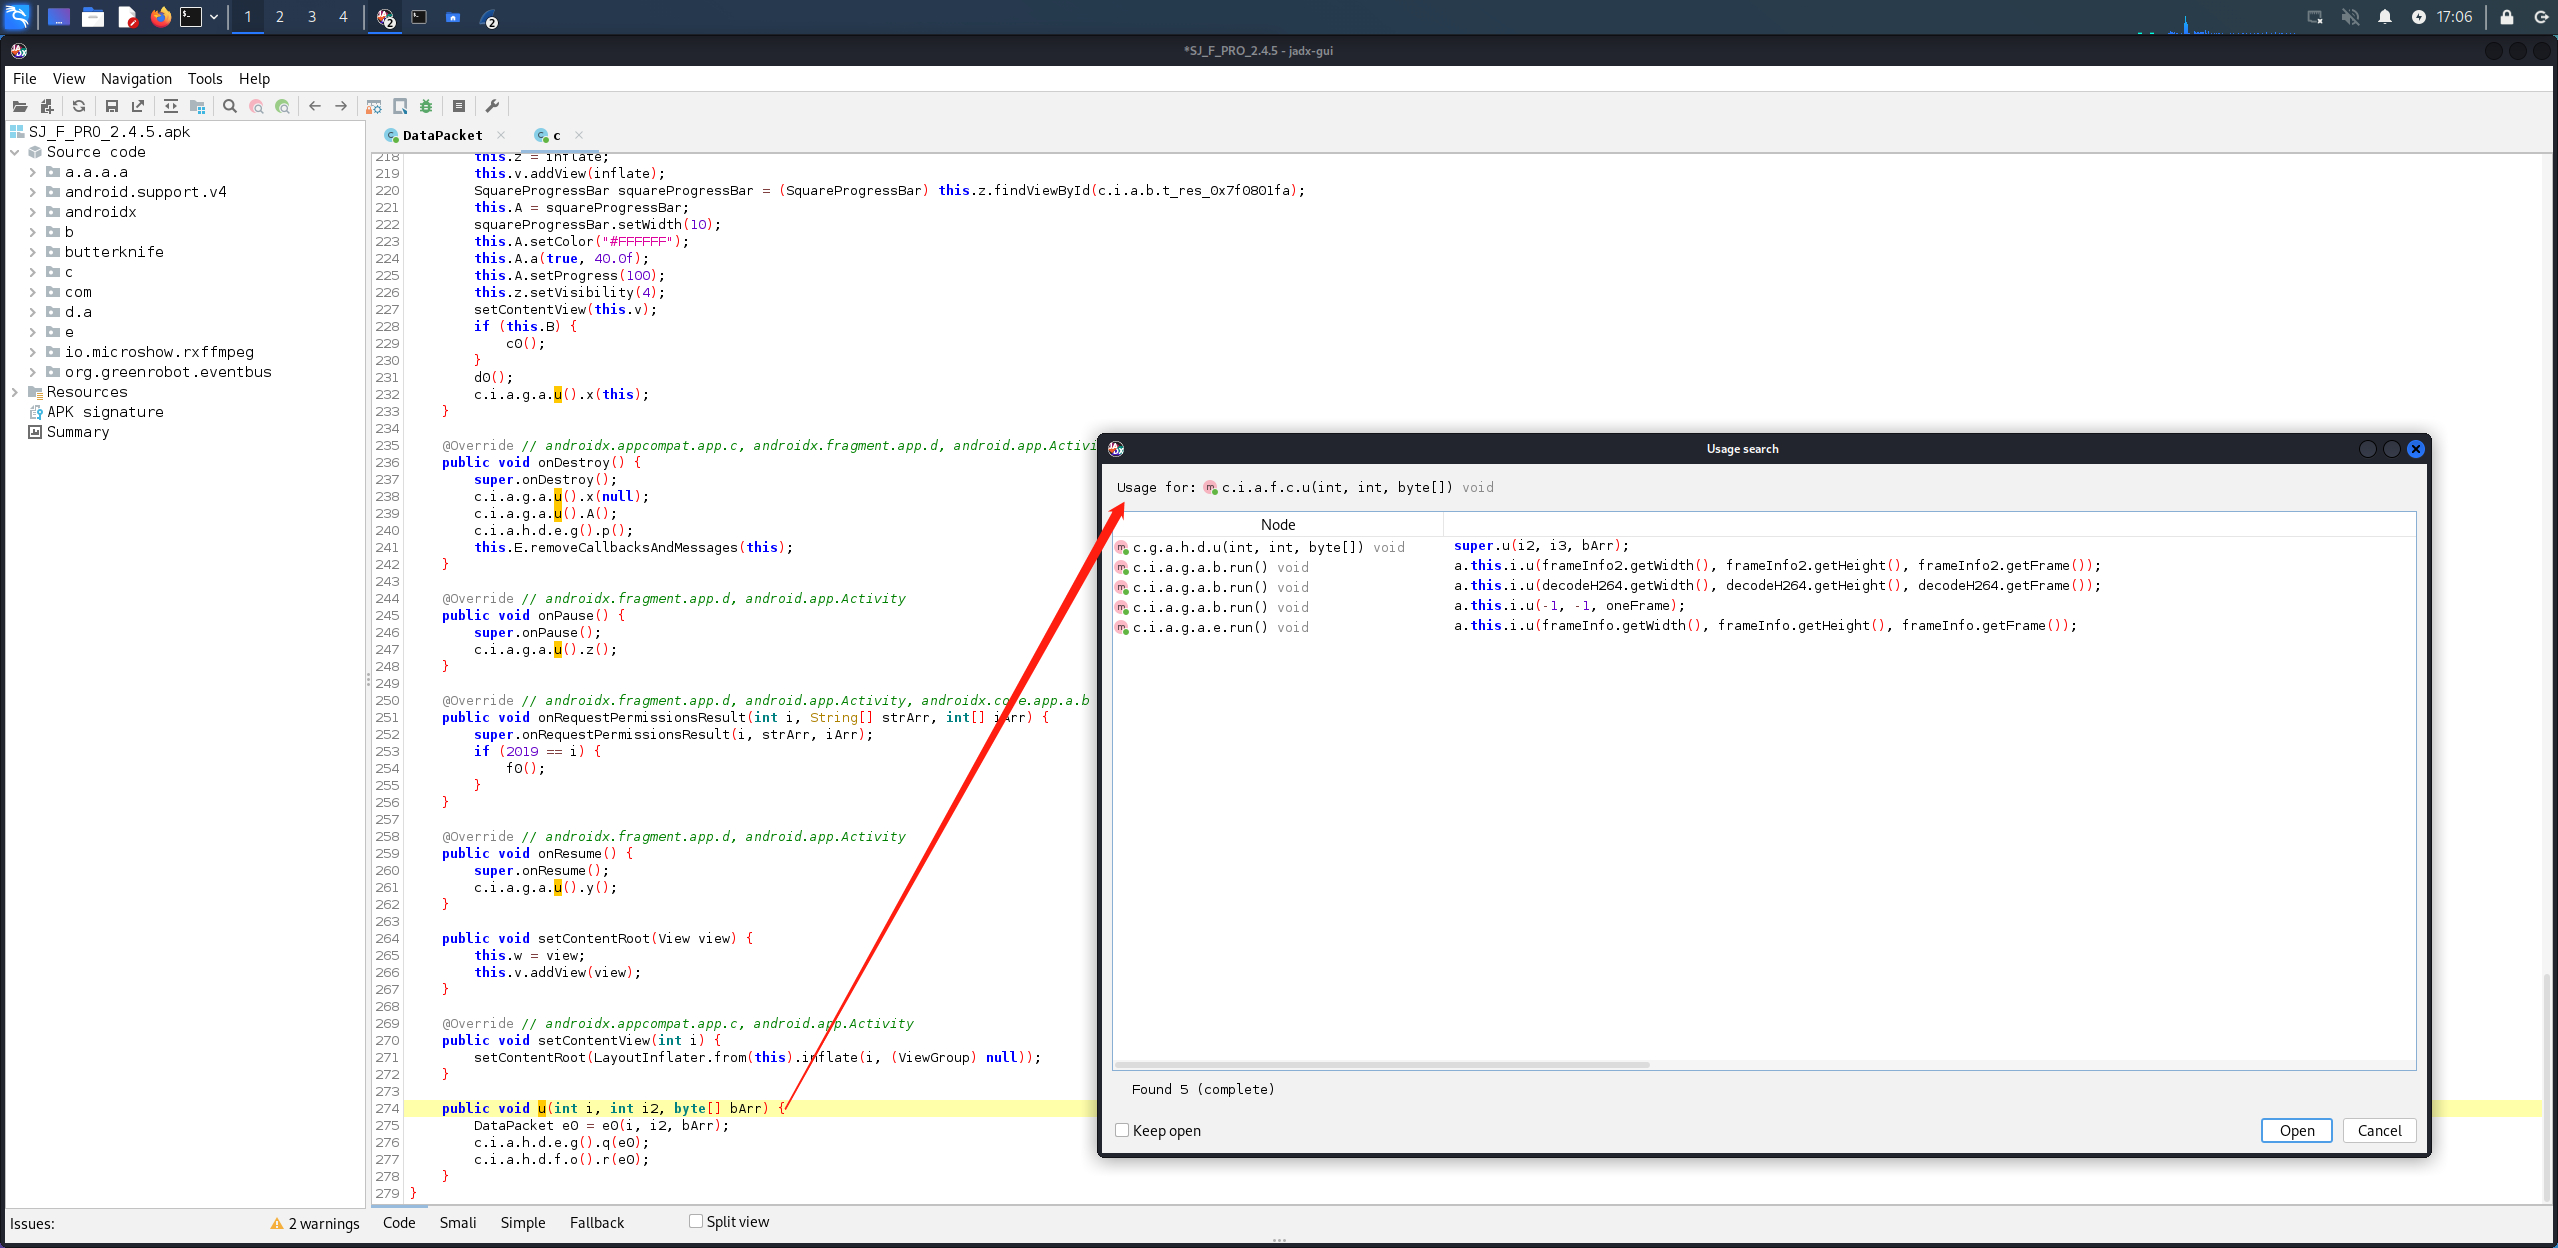 1 2 3 4 2 2 17:06
*SJ_F_PRO_2.4.5 - jadx-gui
File View Navigation Tools Help
SJ_F_PRO_2.4.5.apk
Source code
a.a.a.a
android.support.v4
androidx
b
butterknife
c
com
d.a
e
io.microshow.rxffmpeg
org.greenrobot.eventbus
Resources
APK signature
Summary
DataPacket c
218 this.z = inflate;
219 this.v.addView(inflate);
220 SquareProgressBar squareProgressBar = (SquareProgressBar) this.z.findViewById(c.i.a.b.t_res_0x7f0801fa);
221 this.A = squareProgressBar;
222 squareProgressBar.setWidth(10);
223 this.A.setColor("#FFFFFF");
224 this.A.a(true, 40.0f);
225 this.A.setProgress(100);
226 this.z.setVisibility(4);
227 setContentView(this.v);
228 if (this.B) {
229 c0();
230 }
231 d0();
232 c.i.a.g.a.u().x(this);
233 }
234
235 @Override // androidx.appcompat.app.c, androidx.fragment.app.d, android.app.Activi
236 public void onDestroy() {
237 super.onDestroy();
238 c.i.a.g.a.u().x(null);
239 c.i.a.g.a.u().A();
240 c.i.a.h.d.e.g().p();
241 this.E.removeCallbacksAndMessages(this);
242 }
243
244 @Override // androidx.fragment.app.d, android.app.Activity
245 public void onPause() {
246 super.onPause();
247 c.i.a.g.a.u().z();
248 }
249
250 @Override // androidx.fragment.app.d, android.app.Activity, androidx.core.app.a.b
251 public void onRequestPermissionsResult(int i, String[] strArr, int[] iArr) {
252 super.onRequestPermissionsResult(i, strArr, iArr);
253 if (2019 == i) {
254 f0();
255 }
256 }
257
258 @Override // androidx.fragment.app.d, android.app.Activity
259 public void onResume() {
260 super.onResume();
261 c.i.a.g.a.u().y();
262 }
263
264 public void setContentRoot(View view) {
265 this.w = view;
266 this.v.addView(view);
267 }
268
269 @Override // androidx.appcompat.app.c, android.app.Activity
270 public void setContentView(int i) {
271 setContentRoot(LayoutInflater.from(this).inflate(i, (ViewGroup) null));
272 }
273
274 public void u(int i, int i2, byte[] bArr) {
275 DataPacket e0 = e0(i, i2, bArr);
276 c.i.a.h.d.e.g().q(e0);
277 c.i.a.h.d.f.o().r(e0);
278 }
279 }
Usage search
Usage for: c.i.a.f.c.u(int, int, byte[]) void
Node
c.g.a.h.d.u(int, int, byte[]) void super.u(i2, i3, bArr);
c.i.a.g.a.b.run() void a.this.i.u(frameInfo2.getWidth(), frameInfo2.getHeight(), frameInfo2.getFrame());
c.i.a.g.a.b.run() void a.this.i.u(decodeH264.getWidth(), decodeH264.getHeight(), decodeH264.getFrame());
c.i.a.g.a.b.run() void a.this.i.u(-1, -1, oneFrame);
c.i.a.g.a.e.run() void a.this.i.u(frameInfo.getWidth(), frameInfo.getHeight(), frameInfo.getFrame());
Found 5 (complete)
Keep open Open Cancel
Issues: 2 warnings Code Smali Simple Fallback Split view